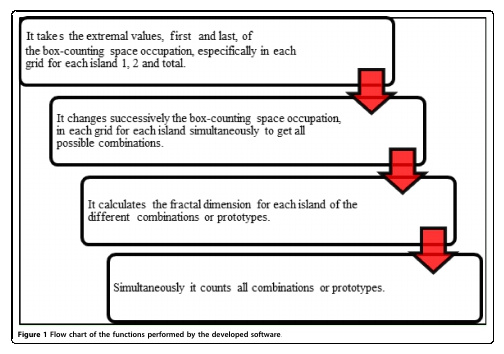 It takes the extremal values, first and last, of
the box-counting space occupation, especifically in each
grid for each island 1, 2 and total.
It changes successively the box-counting space occupation,
in each grid for each island simultaneously to get all
possible combinations.
It calculates the fractal dimension for each island of the
different combinations or prototypes.
Simultaneously it counts all combinations or prototypes.
Figure 1 Flow chart of the functions performed by the developed software.